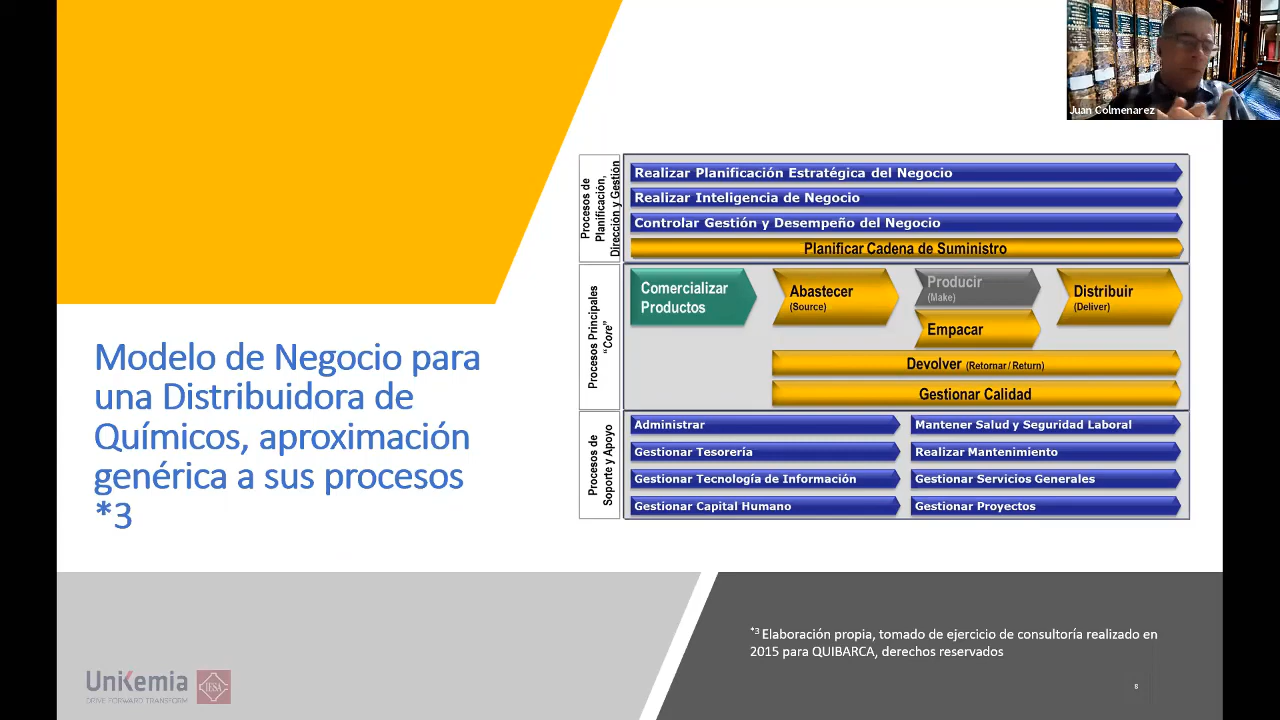 Juan Colmenarez
Modelo de Negocio para
una Distribuidora de
Químicos, aproximación
genérica a sus procesos
*3
Procesos de
Planificación,
Dirección y Gestión
Realizar Planificación Estratégica del Negocio
Realizar Inteligencia de Negocio
Controlar Gestión y Desempeño del Negocio
Planificar Cadena de Suministro
Procesos Principales
“Core”
Comercializar
Productos
Abastecer
(Source)
Producir
(Make)
Empacar
Distribuir
(Deliver)
Devolver (Retornar/Return)
Gestionar Calidad
Procesos de
Soporte y Apoyo
Administrar
Gestionar Tesorería
Gestionar Tecnología de Información
Gestionar Capital Humano
Mantener Salud y Seguridad Laboral
Realizar Mantenimiento
Gestionar Servicios Generales
Gestionar Proyectos
*3 Elaboración propia, tomado de ejercicio de consultoría realizado en
2015 para QUIBARCA, derechos reservados
UniKemia
DRIVE FORWARD TRANSFORM
IESA
8